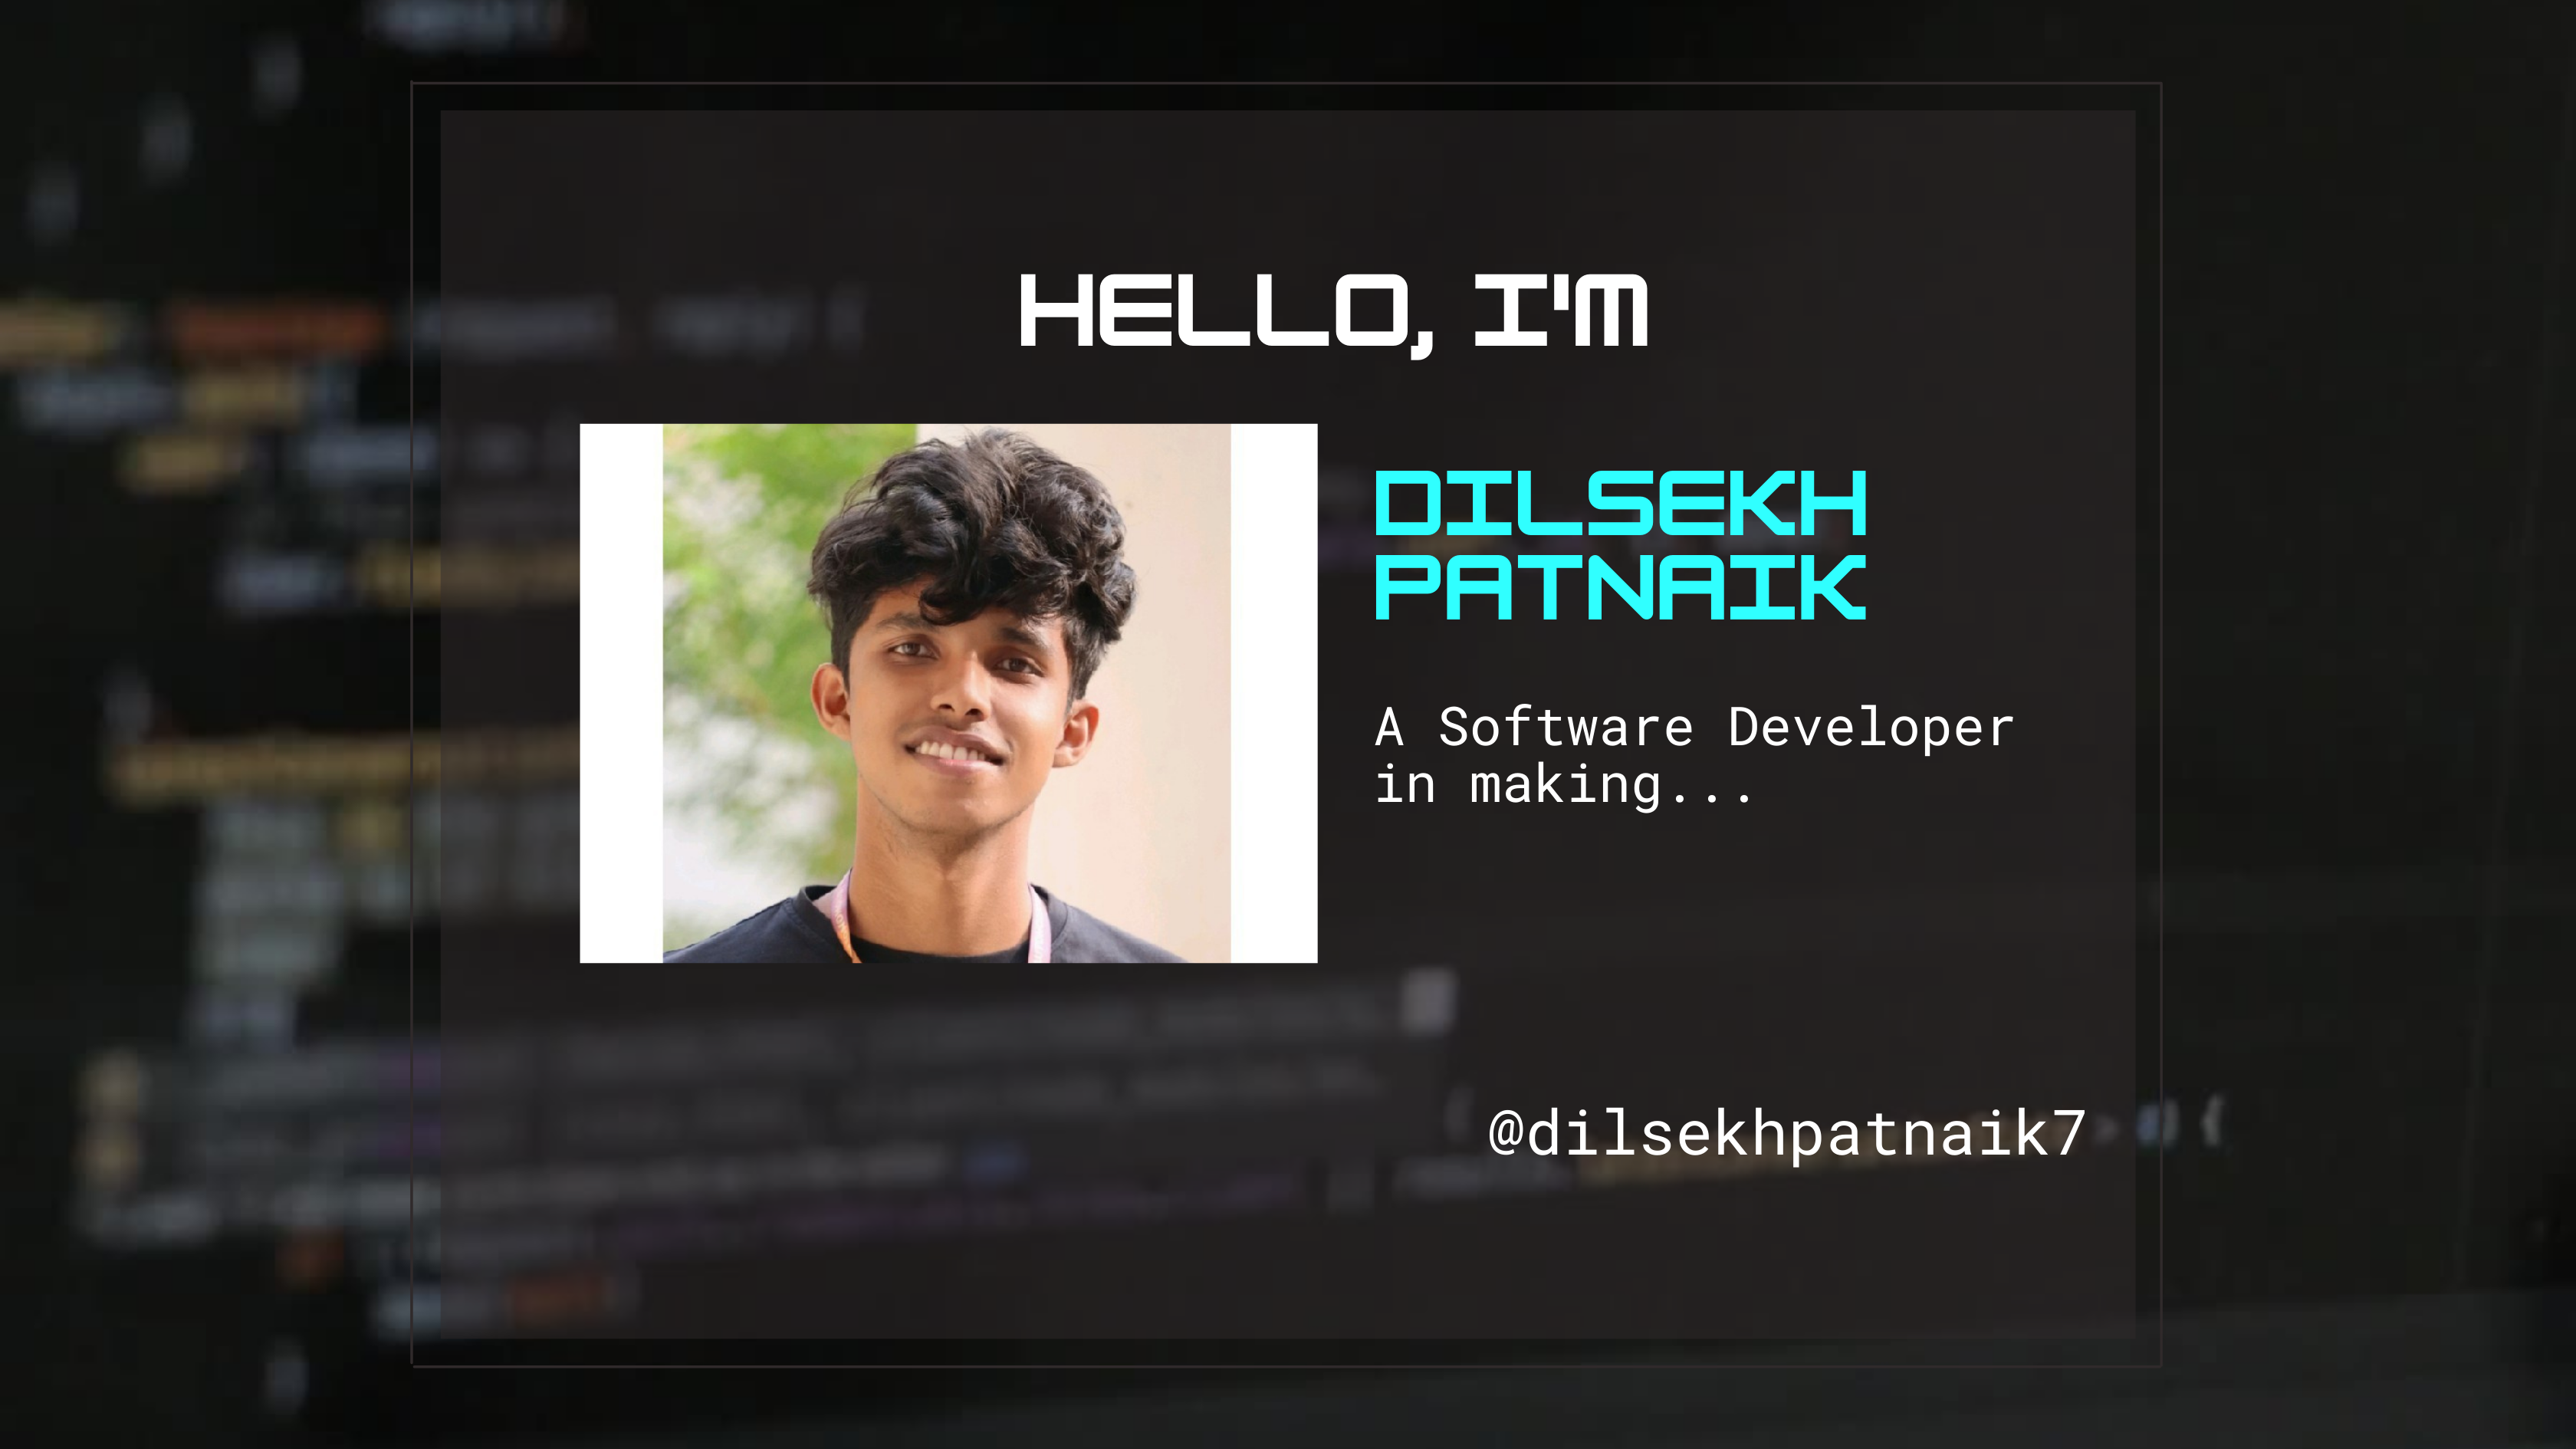 HELLO, I'M
DILSEKH
PATNAIK
A Software Developer
in making...
@dilsekhpatnaik7